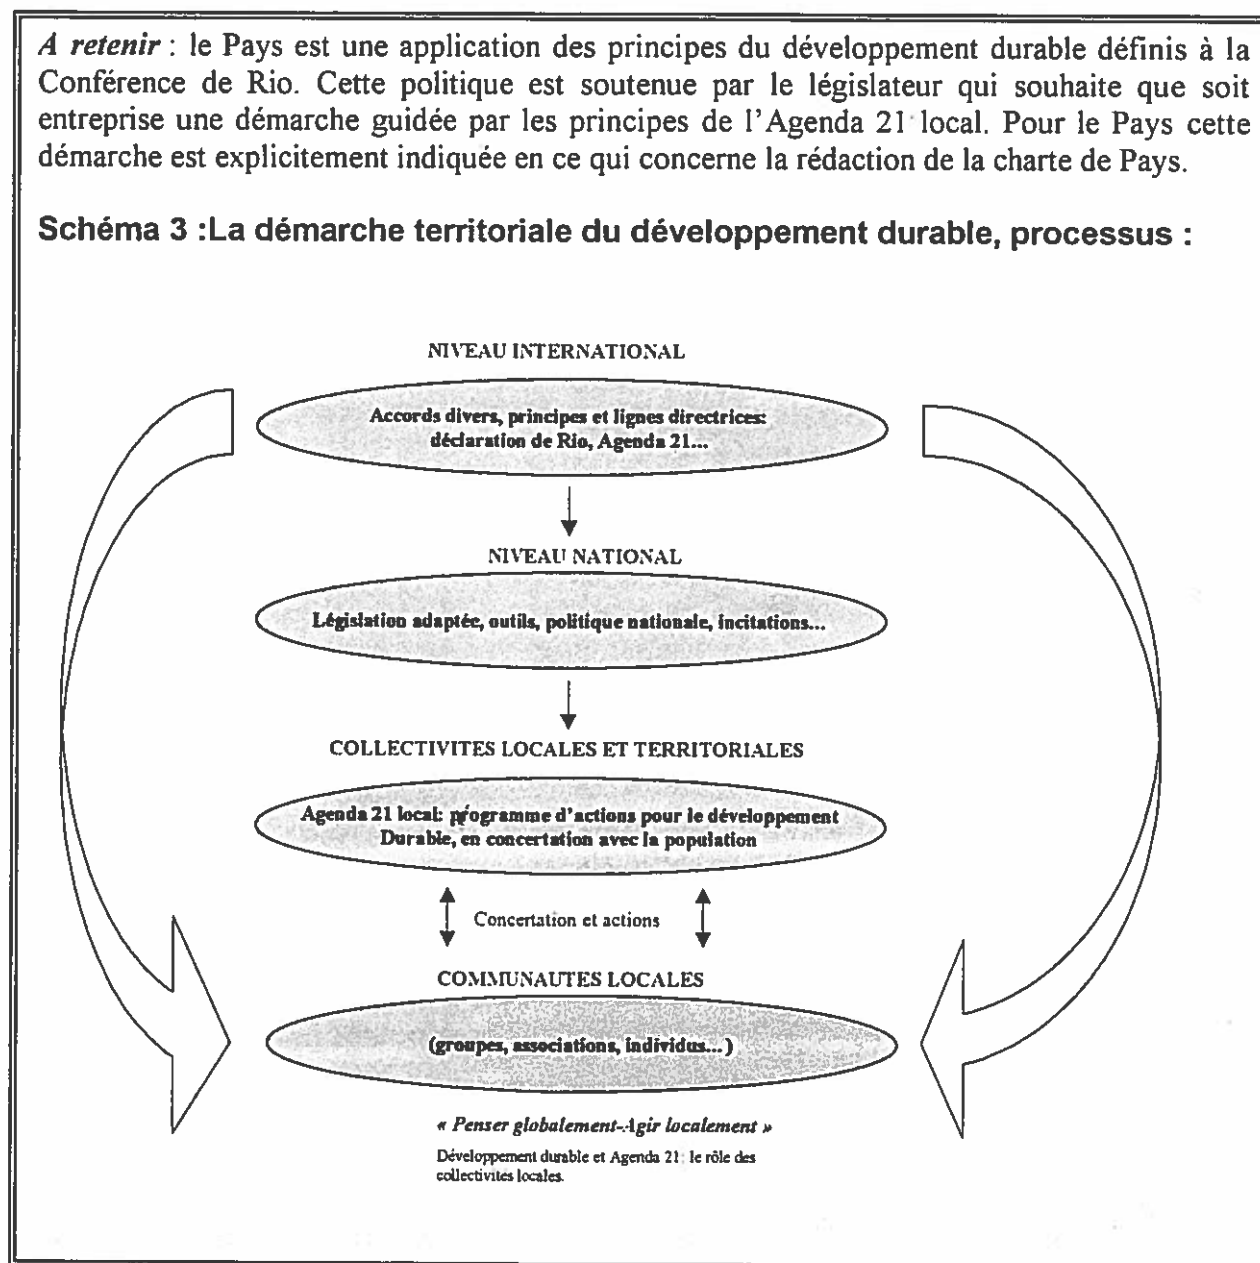 A retenir : le Pays est une application des principes du développement durable définis à la
Conférence de Rio. Cette politique est soutenue par le législateur qui souhaite que soit
entreprise une démarche guidée par les principes de l'Agenda 21 local. Pour le Pays cette
démarche est explicitement indiquée en ce qui concerne la rédaction de la charte de Pays.
Schéma 3 :La démarche territoriale du développement durable, processus :
NIVEAU INTERNATIONAL
Accords divers, principes et lignes directrices:
déclaration de Rio, Agenda 21...
NIVEAU NATIONAL
Législation adaptée, outils, politique nationale, incitations...
COLLECTIVITES LOCALES ET TERRITORIALES
Agenda 21 local: programme d'actions pour le développement
Durable, en concertation avec la population
Concertation et actions
COMMUNAUTES LOCALES
(groupes, associations, individus...)
« Penser globalement-Agir localement »
Développement durable et Agenda 21: le rôle des
collectivites locales.